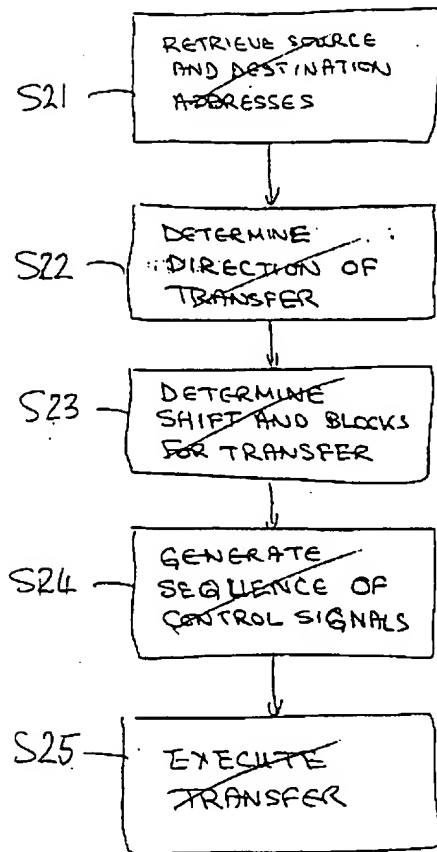 RETRIEVE SOURCE
AND DESTINATION
ADDRESSES
S21
DETERMINE
DIRECTION OF
TRANSFER
S22
DETERMINE
SHIFT AND BLOCKS
FOR TRANSFER
S23
GENERATE
SEQUENCE OF
CONTROL SIGNALS
S24
EXECUTE
TRANSFER
S25